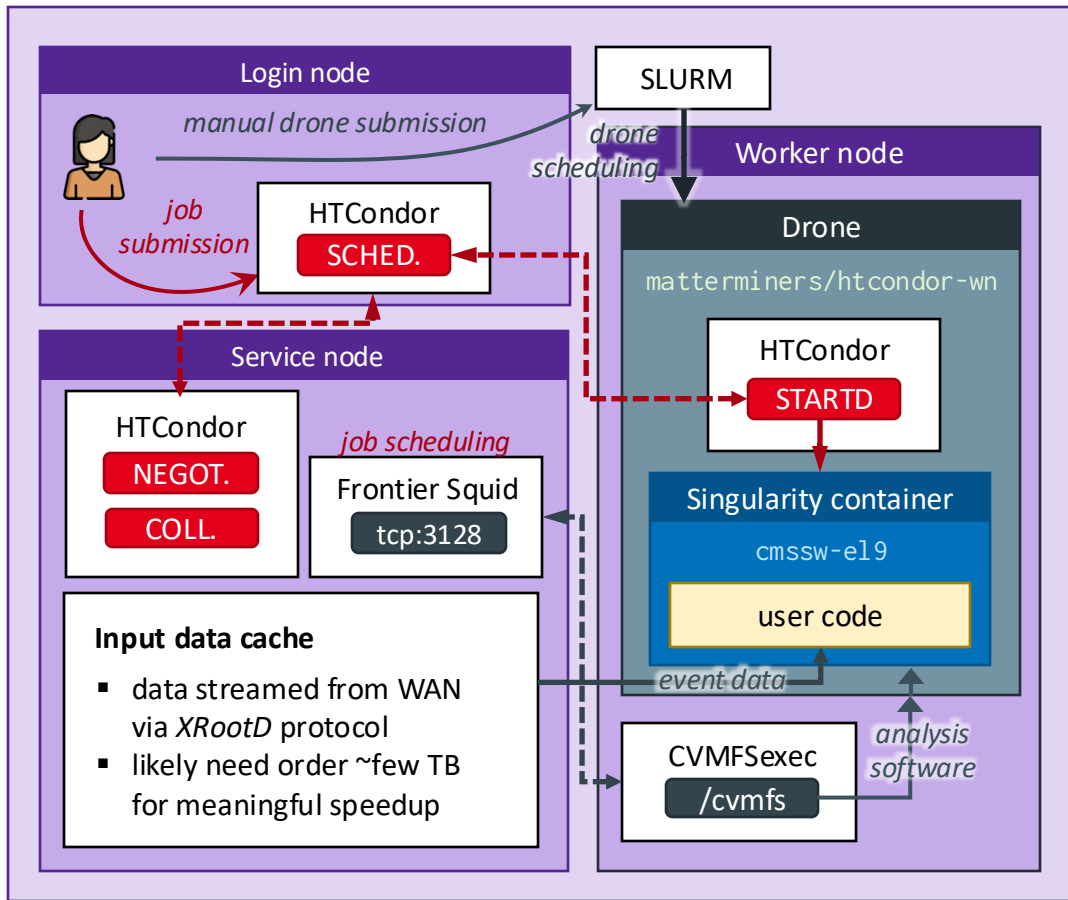 Login node
manual drone submission
job
submission
HTCondor
SCHED.
SLURM
drone
scheduling
Worker node
Drone
matterminers/htcondor-wn
HTCondor
STARTD
Singularity container
cmssw-el9
user code
event data
CVMFSexec
/cvmfs
analysis
software
Service node
HTCondor
NEGOT.
COLL.
job scheduling
Frontier Squid
tcp:3128
Input data cache
▪ data streamed from WAN
via XRootD protocol
▪ likely need order ~few TB
for meaningful speedup